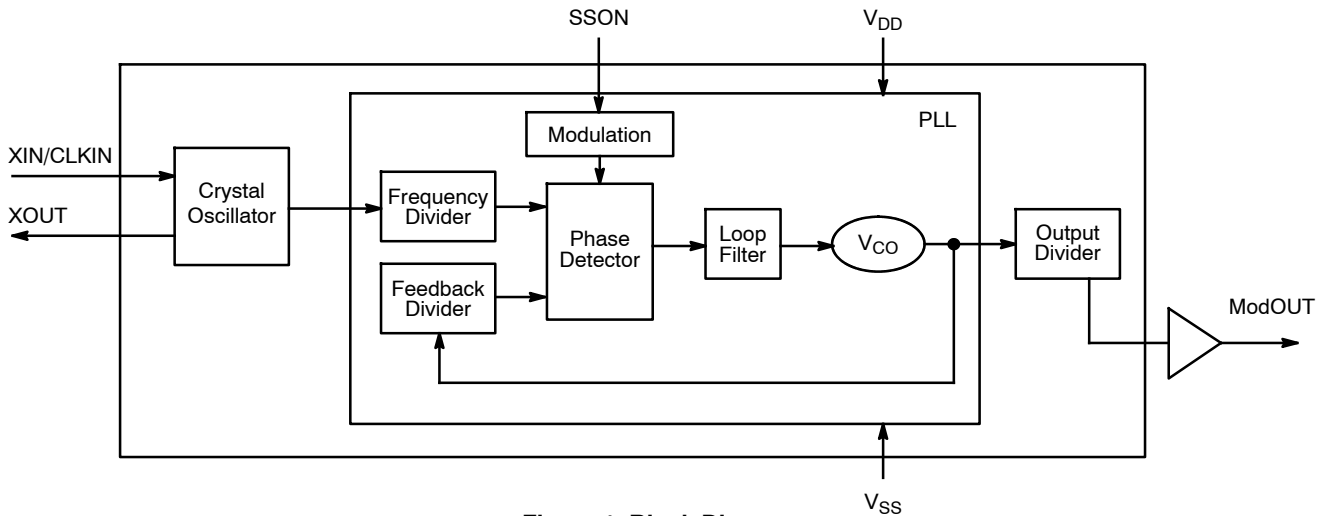 SSON
VDD
PLL
Modulation
XIN/CLKIN
XOUT
Crystal
Oscillator
Frequency
Divider
Feedback
Divider
Phase
Detector
Loop
Filter
VCO
Output
Divider
ModOUT
VSS